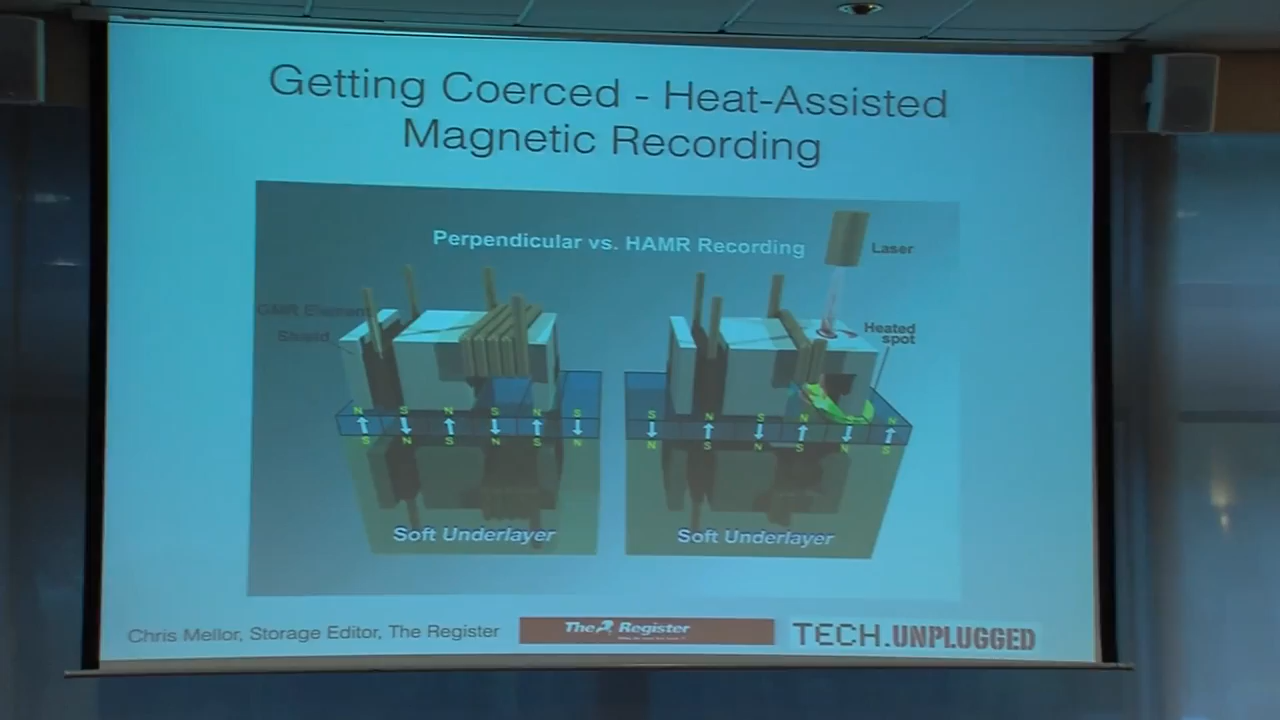 Getting Coerced - Heat-Assisted
Magnetic Recording
Perpendicular vs. HAMR Recording
Laser
GMR Element
Shield
Heated
spot
N S N S N S
S N S N S N
S N S N N
N S N S N S
Soft Underlayer
Soft Underlayer
Chris Mellor, Storage Editor, The Register
The Register
TECH.UNPLUGGED